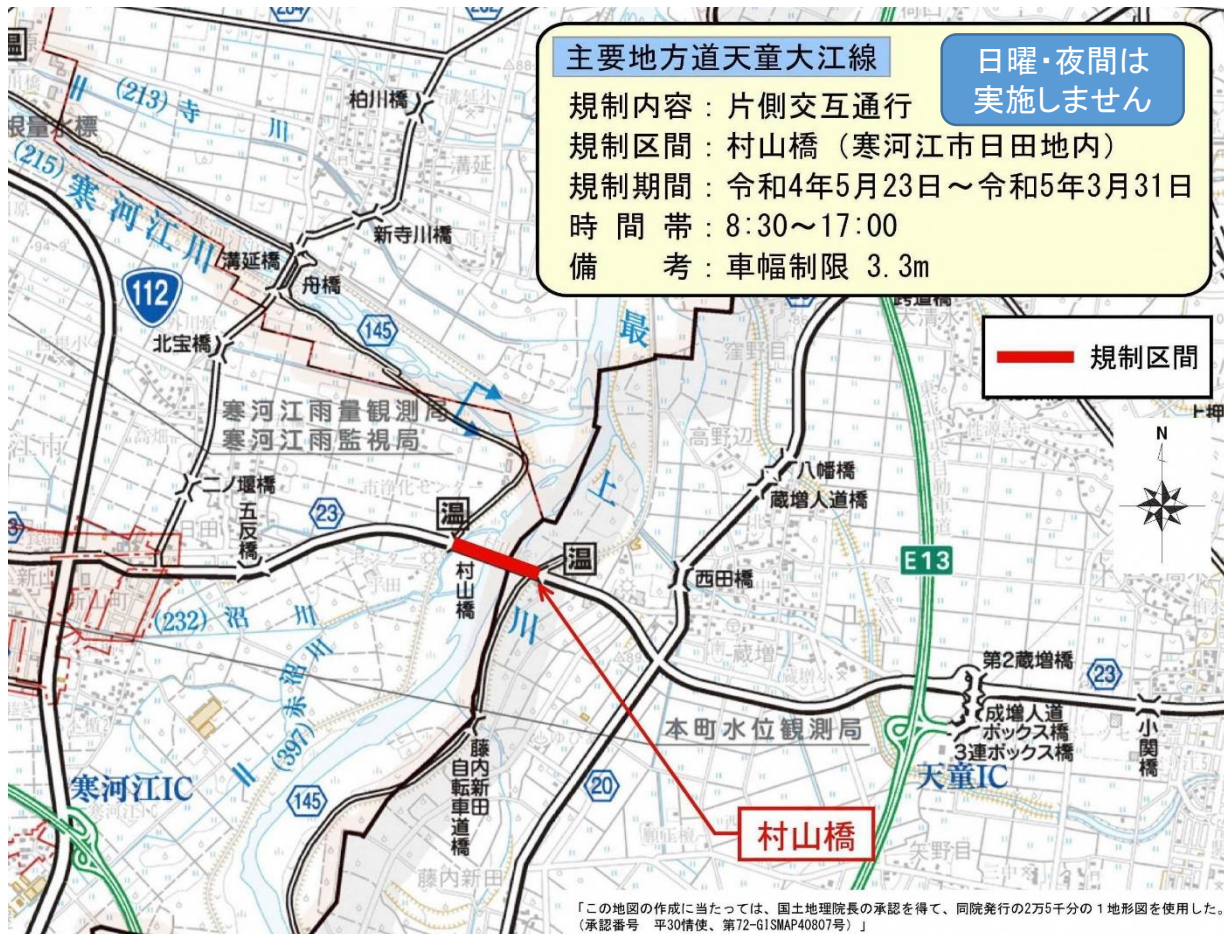 主要地方道天童大江線
日曜・夜間は
実施しません
規制内容：片側交互通行
規制区間：村山橋（寒河江市日田地内）
規制期間：令和4年5月23日～令和5年3月31日
時間帯：8:30～17:00
備考：車幅制限 3.3m
規制区間
N
温
(213)寺川
柏川橋
溝延
(215)寒河江川
新寺川橋
溝延橋
舟橋
112
145
北宝橋
最上川
窪野目
大清水
寒河江雨量観測局
寒河江雨監視局
高野辺
八幡橋
蔵増人道橋
二ノ堰橋
五反橋
23
温
温
村山橋
西田橋
E13
(232)沼川
蔵増
第2蔵増橋
23
成増人道
ボックス橋
3連ボックス橋
小関橋
本町水位観測局
(397)赤沼川
藤内新田
自転車道橋
寒河江IC
145
20
天童IC
村山橋
藤内新田
矢野目
「この地図の作成に当たっては、国土地理院長の承認を得て、同院発行の2万5千分の1地形図を使用した。
（承認番号　平30情使、第72-GISMAP40807号）」